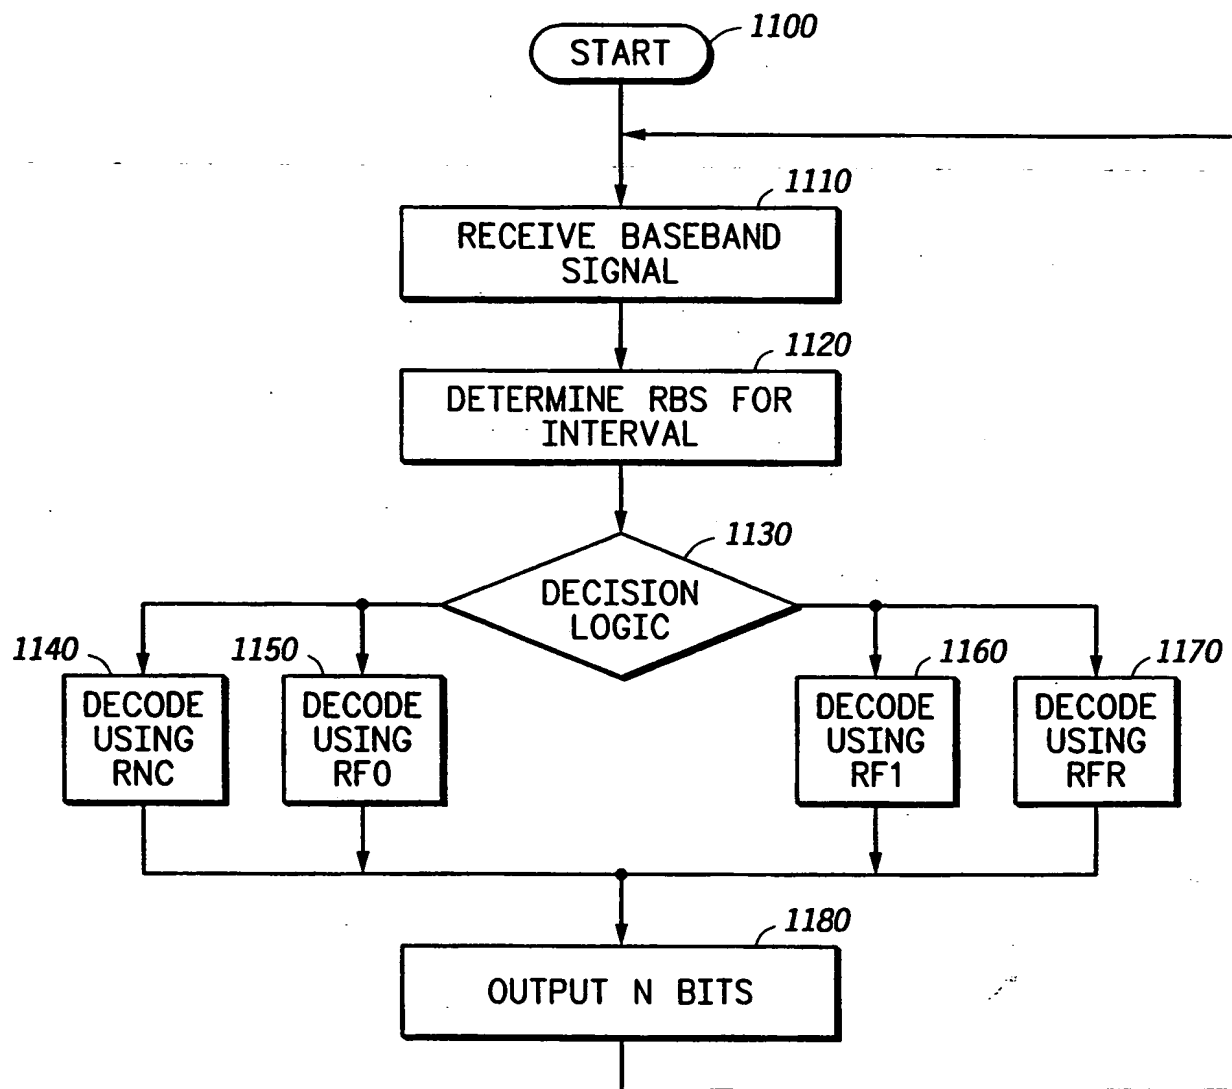 1100
START
1110
RECEIVE BASEBAND
SIGNAL
1120
DETERMINE RBS FOR
INTERVAL
1130
DECISION
LOGIC
1140
DECODE
USING
RNC
1150
DECODE
USING
RF0
1160
DECODE
USING
RF1
1170
DECODE
USING
RFR
1180
OUTPUT N BITS